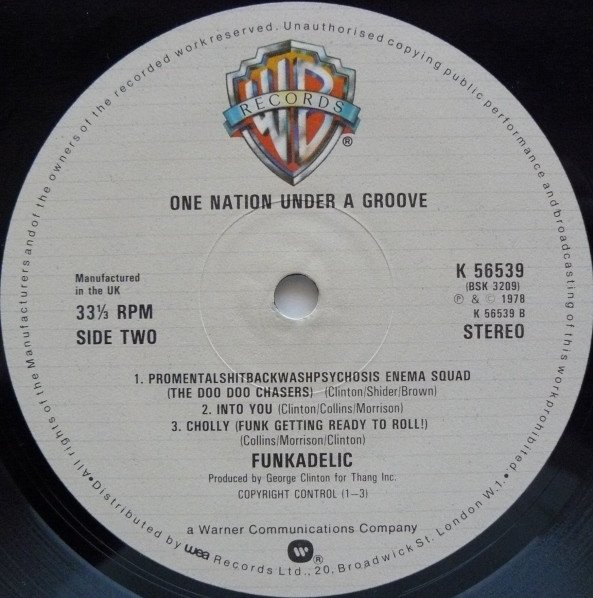 All rights of the Manufacturers and of the owners of the recorded work reserved. Unauthorised copying public performance and broadcasting of this work prohibited.
WB
RECORDS
®
ONE NATION UNDER A GROOVE
Manufactured
in the UK
33⅓ RPM
SIDE TWO
K 56539
(BSK 3209)
Ⓟ & © 1978
K 56539 B
STEREO
1. PROMENTALSHITBACKWASHPSYCHOSIS ENEMA SQUAD
(THE DOO DOO CHASERS) (Clinton/Shider/Brown)
2. INTO YOU (Clinton/Collins/Morrison)
3. CHOLLY (FUNK GETTING READY TO ROLL!)
(Collins/Morrison/Clinton)
FUNKADELIC
Produced by George Clinton for Thang Inc.
COPYRIGHT CONTROL (1–3)
a Warner Communications Company
W ®
•Distributed by wea Records Ltd., 20, Broadwick St. London W.1.•